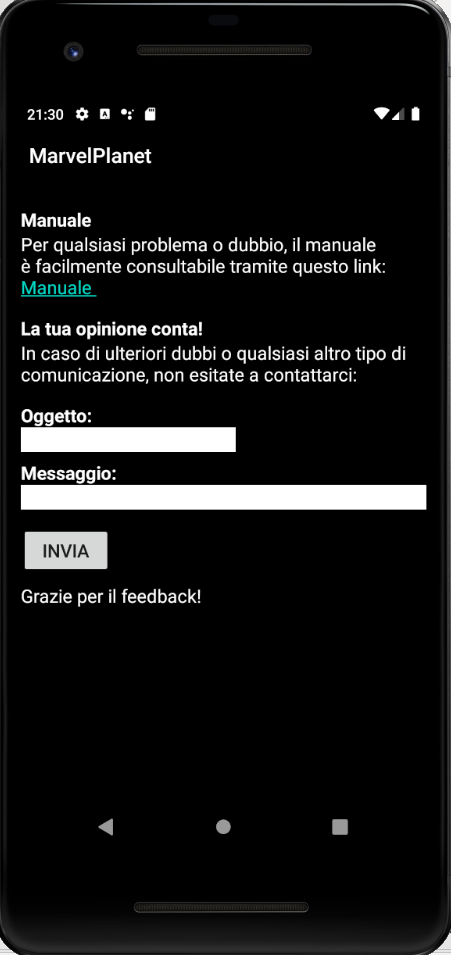 21:30
MarvelPlanet
Manuale
Per qualsiasi problema o dubbio, il manuale
è facilmente consultabile tramite questo link:
Manuale
La tua opinione conta!
In caso di ulteriori dubbi o qualsiasi altro tipo di
comunicazione, non esitate a contattarci:
Oggetto:
Messaggio:
INVIA
Grazie per il feedback!